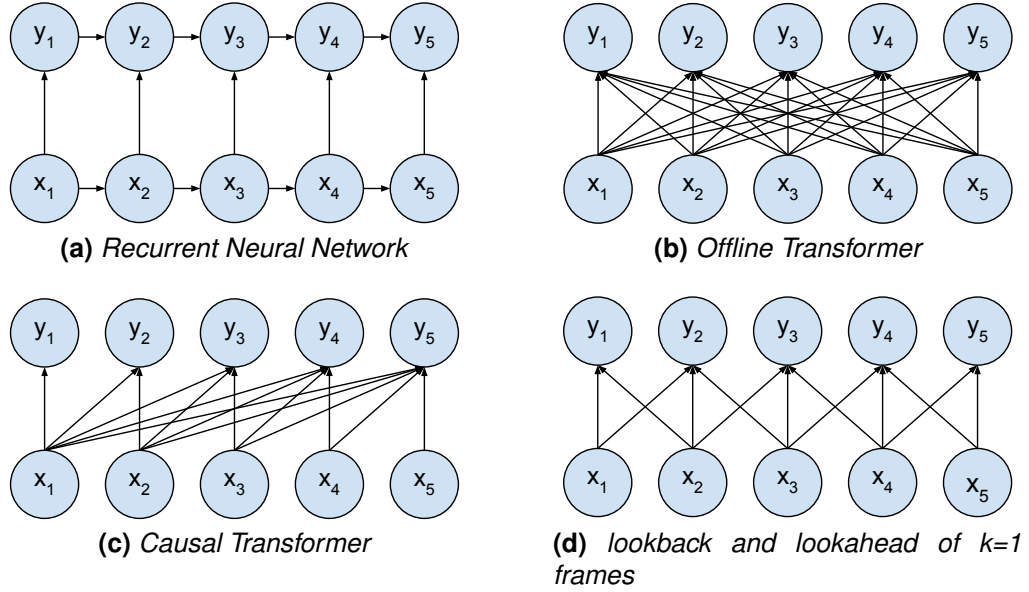 y₁ y₂ y₃ y₄ y₅
x₁ x₂ x₃ x₄ x₅
(a) Recurrent Neural Network
y₁ y₂ y₃ y₄ y₅
x₁ x₂ x₃ x₄ x₅
(b) Offline Transformer
y₁ y₂ y₃ y₄ y₅
x₁ x₂ x₃ x₄ x₅
(c) Causal Transformer
y₁ y₂ y₃ y₄ y₅
x₁ x₂ x₃ x₄ x₅
(d) lookback and lookahead of k=1
frames